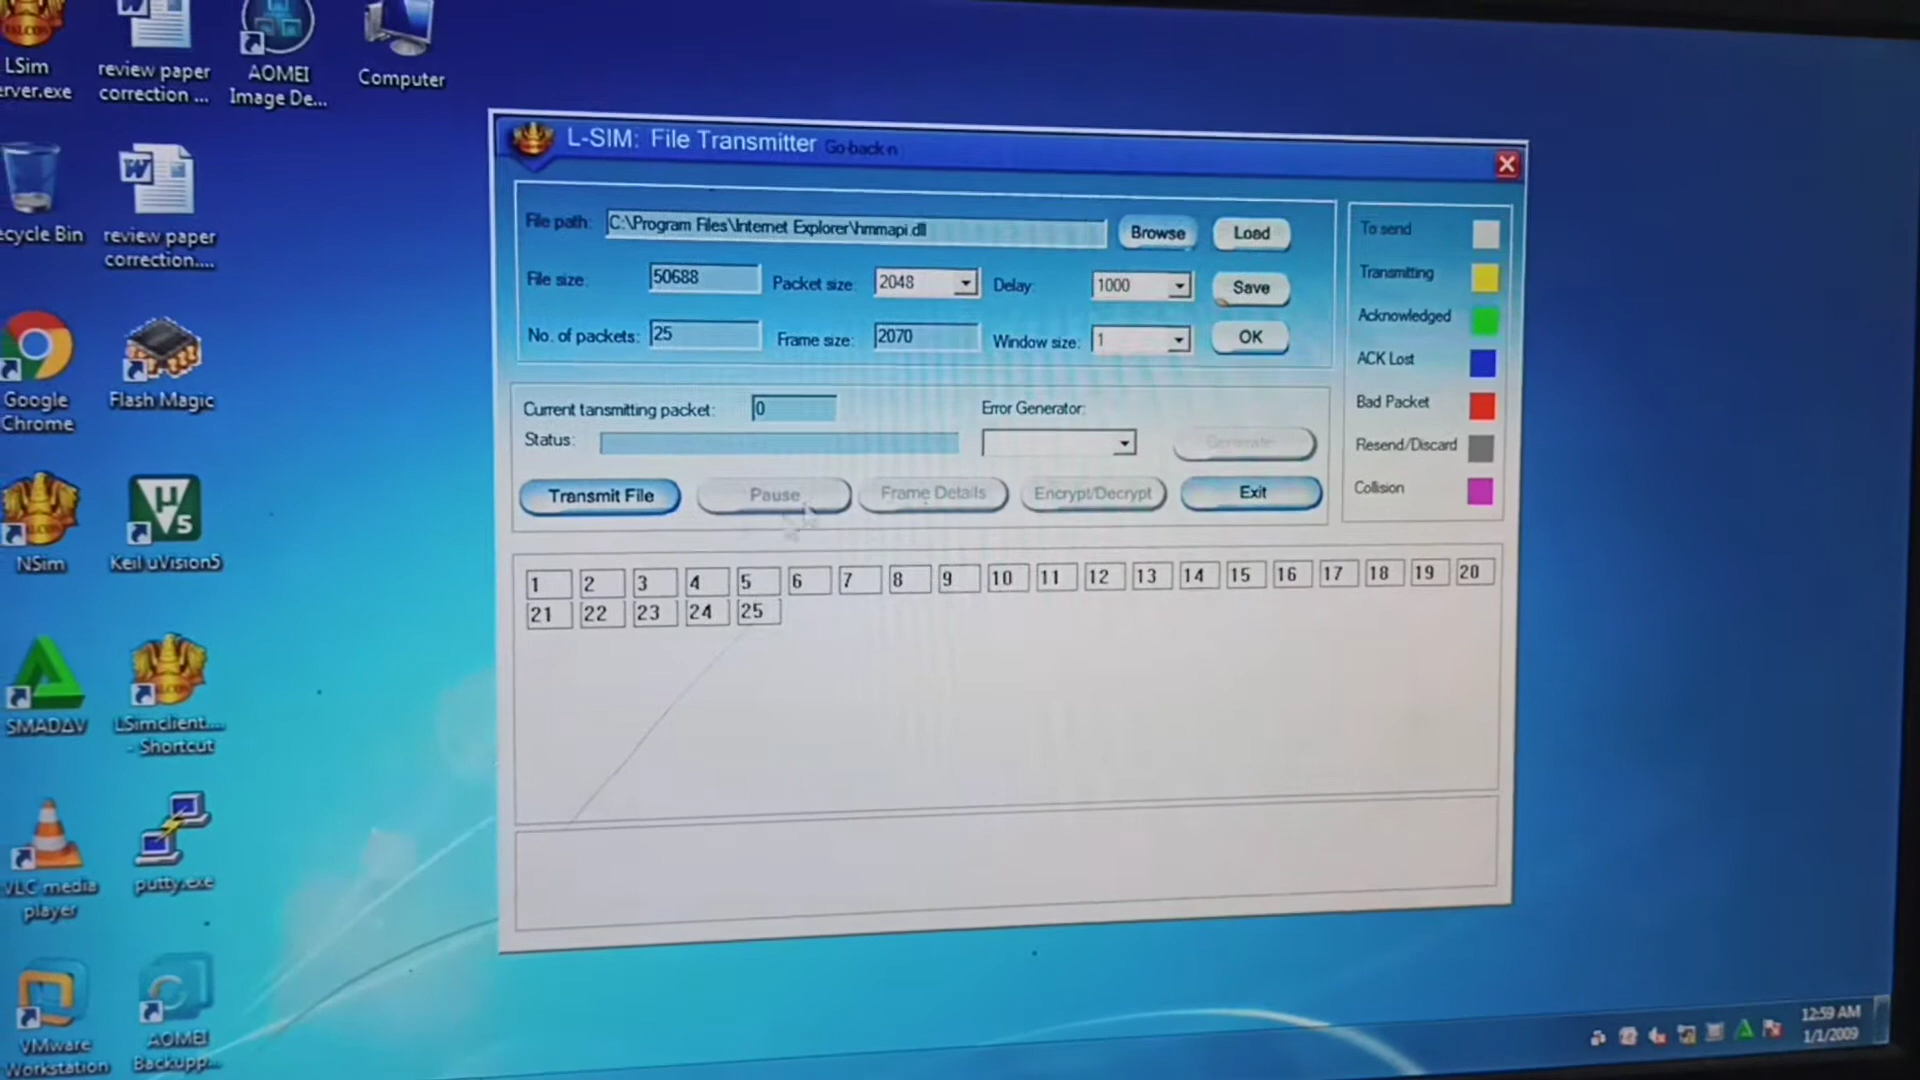 LSim
erver.exe
review paper
correction ...
AOMEI
Image De...
Computer
ecycle Bin
review paper
correction....
Google
Chrome
Flash Magic
NSim
Keil uVision5
SMADAV
LSimclient....
- Shortcut
VLC media
player
putty.exe
VMware
Workstation
AOMEI
Backupp...
L-SIM: File Transmitter Go-back n
File path: C:\Program Files\Internet Explorer\hmmapi.dll Browse Load
File size: 50688 Packet size: 2048 Delay: 1000 Save
No. of packets: 25 Frame size: 2070 Window size: 1 OK
To send
Transmitting
Acknowledged
ACK Lost
Bad Packet
Resend/Discard
Collision
Current tansmitting packet: 0 Error Generator:
Status: Generate
Transmit File Pause Frame Details Encrypt/Decrypt Exit
1 2 3 4 5 6 7 8 9 10 11 12 13 14 15 16 17 18 19 20
21 22 23 24 25
12:59 AM
1/1/2009